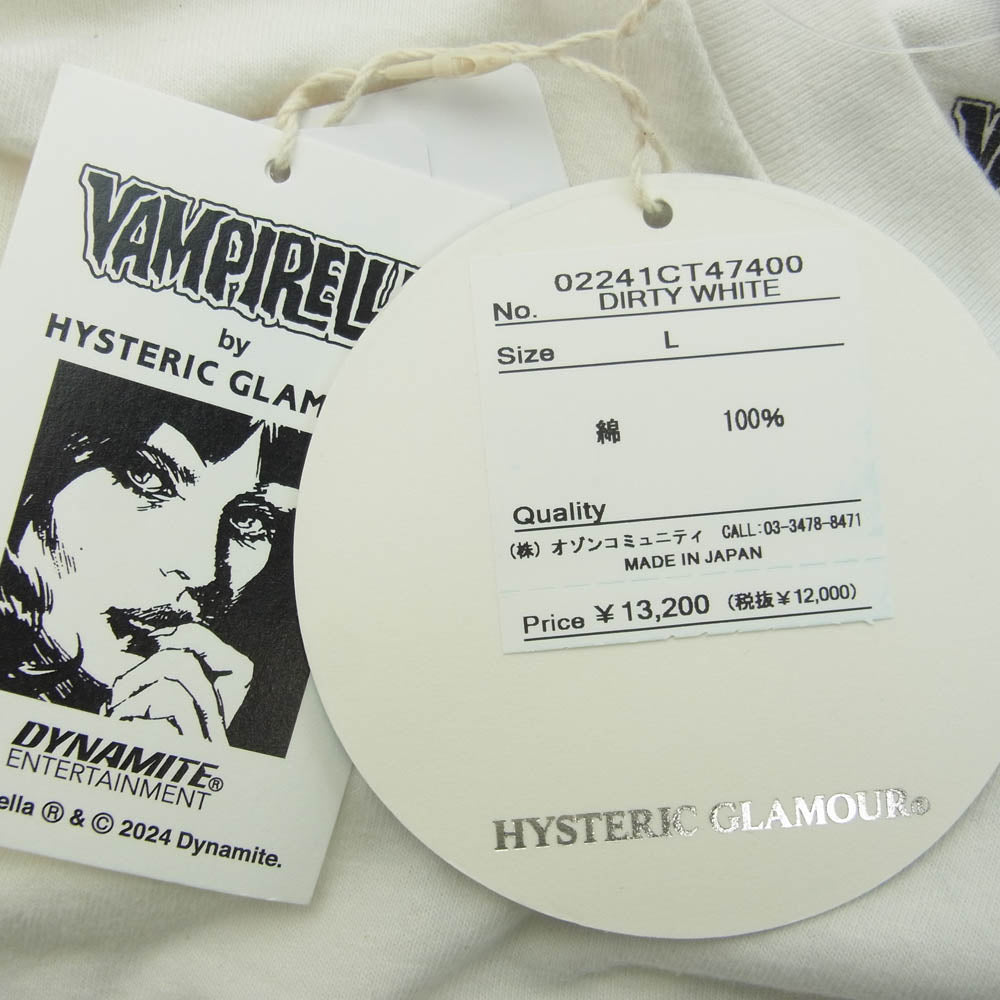 VAMPIRELL
by
HYSTERIC GLAM
DYNAMITE®
ENTERTAINMENT
ella ® & © 2024 Dynamite.
No. 02241CT47400
DIRTY WHITE
Size L
綿 100%
Quality
(株) オゾンコミュニティ CALL:03-3478-8471
MADE IN JAPAN
Price ¥13,200 (税抜¥12,000)
HYSTERIC GLAMOUR®